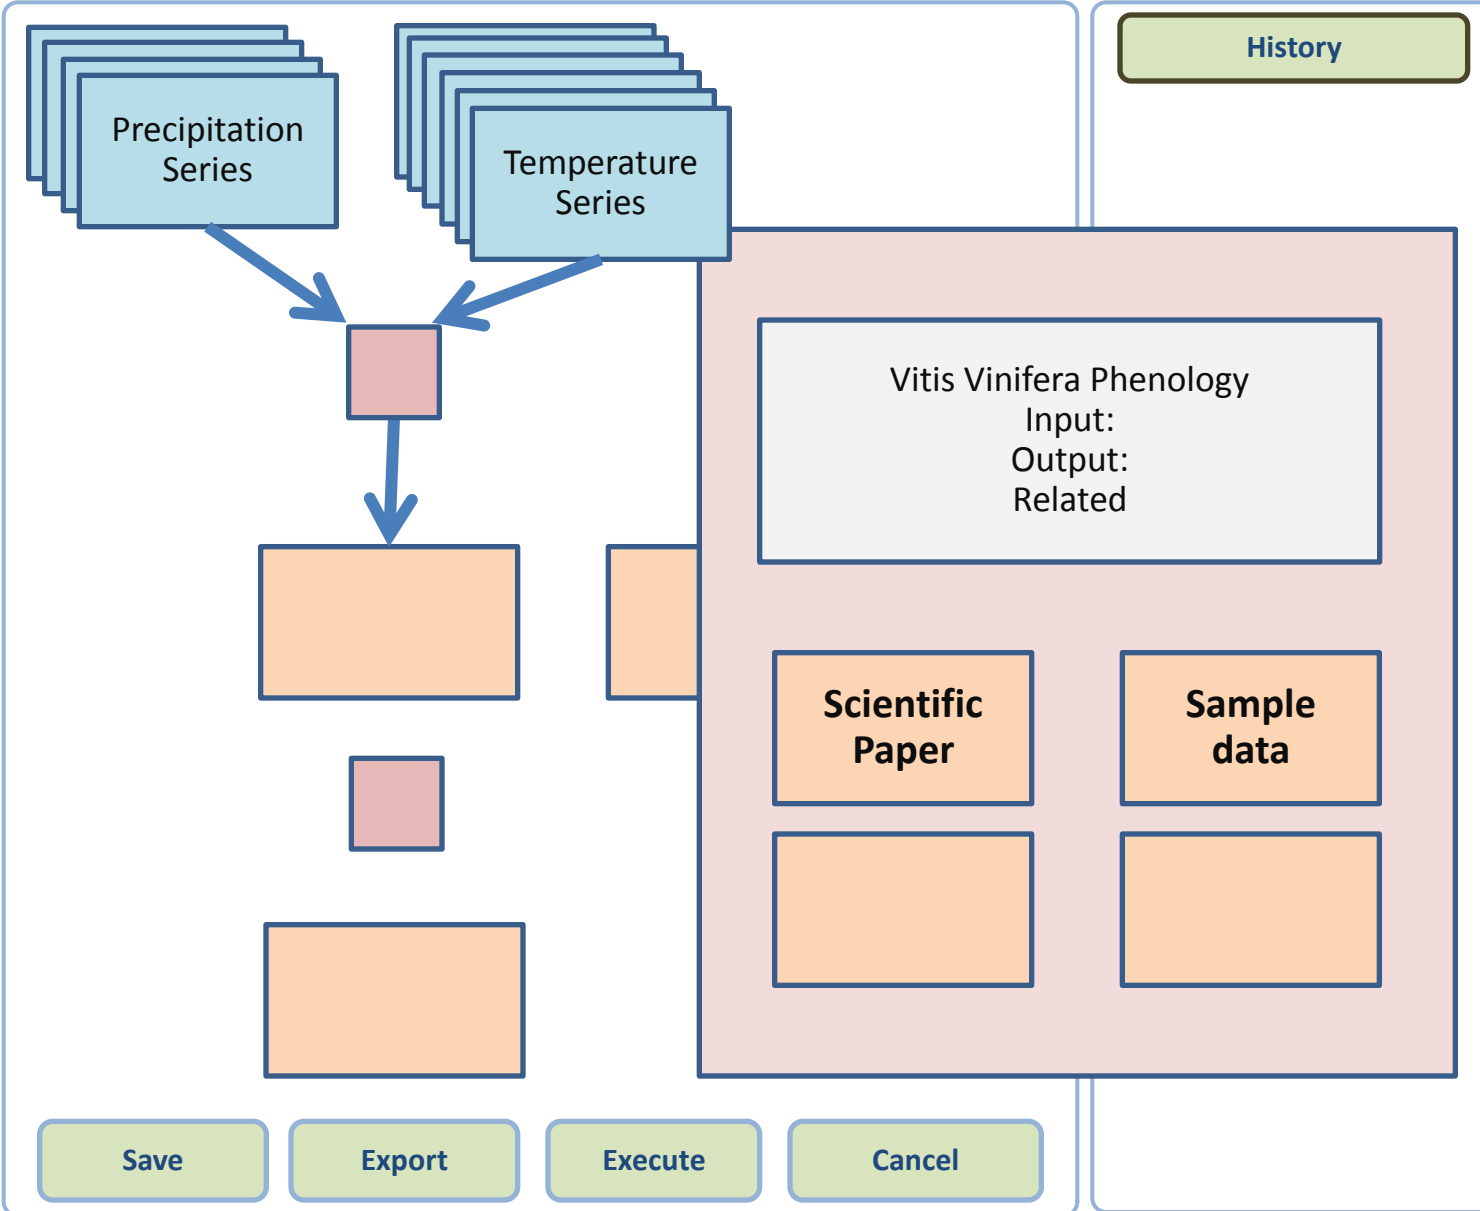 History
Precipitation
Series
Temperature
Series
Vitis Vinifera Phenology
Input:
Output:
Related
Scientific
Paper
Sample
data
Save
Export
Execute
Cancel